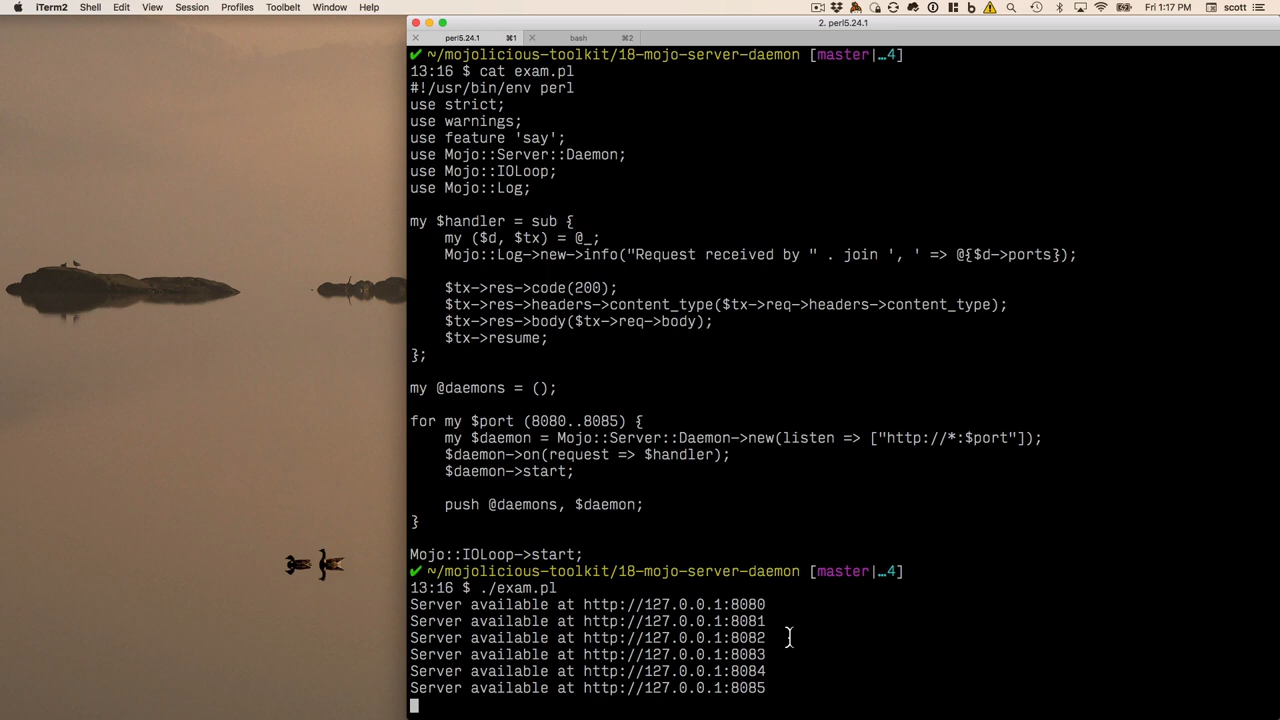 iTerm2 Shell Edit View Session Profiles Toolbelt Window Help Fri 1:17 PM scott
2. perl5.24.1
perl5.24.1 ⌘1 bash ⌘2
✔ ~/mojolicious-toolkit/18-mojo-server-daemon [master|…4]
13:16 $ cat exam.pl
#!/usr/bin/env perl
use strict;
use warnings;
use feature 'say';
use Mojo::Server::Daemon;
use Mojo::IOLoop;
use Mojo::Log;
my $handler = sub {
my ($d, $tx) = @_;
Mojo::Log->new->info("Request received by " . join ', ' => @{$d->ports});
$tx->res->code(200);
$tx->res->headers->content_type($tx->req->headers->content_type);
$tx->res->body($tx->req->body);
$tx->resume;
};
my @daemons = ();
for my $port (8080..8085) {
my $daemon = Mojo::Server::Daemon->new(listen => ["http://*:$port"]);
$daemon->on(request => $handler);
$daemon->start;
push @daemons, $daemon;
}
Mojo::IOLoop->start;
✔ ~/mojolicious-toolkit/18-mojo-server-daemon [master|…4]
13:16 $ ./exam.pl
Server available at http://127.0.0.1:8080
Server available at http://127.0.0.1:8081
Server available at http://127.0.0.1:8082
Server available at http://127.0.0.1:8083
Server available at http://127.0.0.1:8084
Server available at http://127.0.0.1:8085